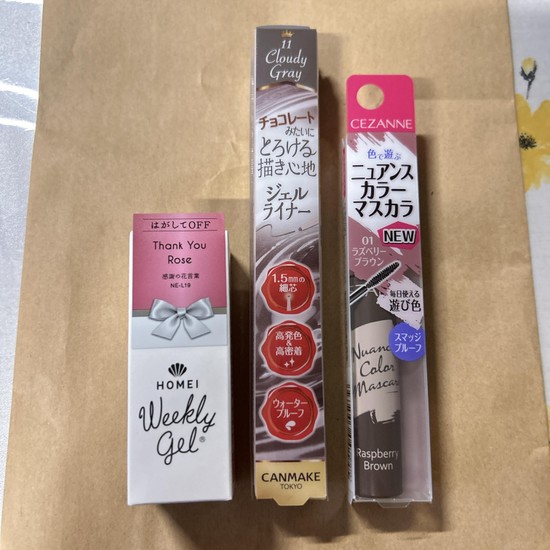 はがしてOFF
Thank You
Rose
感謝の花言葉
NE-L19
HOMEI
Weekly
Gel®
11
Cloudy
Gray
チョコレート
みたいに
とろける
描き心地
ジェル
ライナー
1.5mmの
細芯
高発色
&
高密着
ウォーター
プルーフ
CANMAKE
TOKYO
CEZANNE
色で遊ぶ
ニュアンス
カラー
マスカラ
NEW
01
ラズベリー
ブラウン
毎日使える
遊び色
スマッジ
プルーフ
Nuance
Color
Mascara
Raspberry
Brown